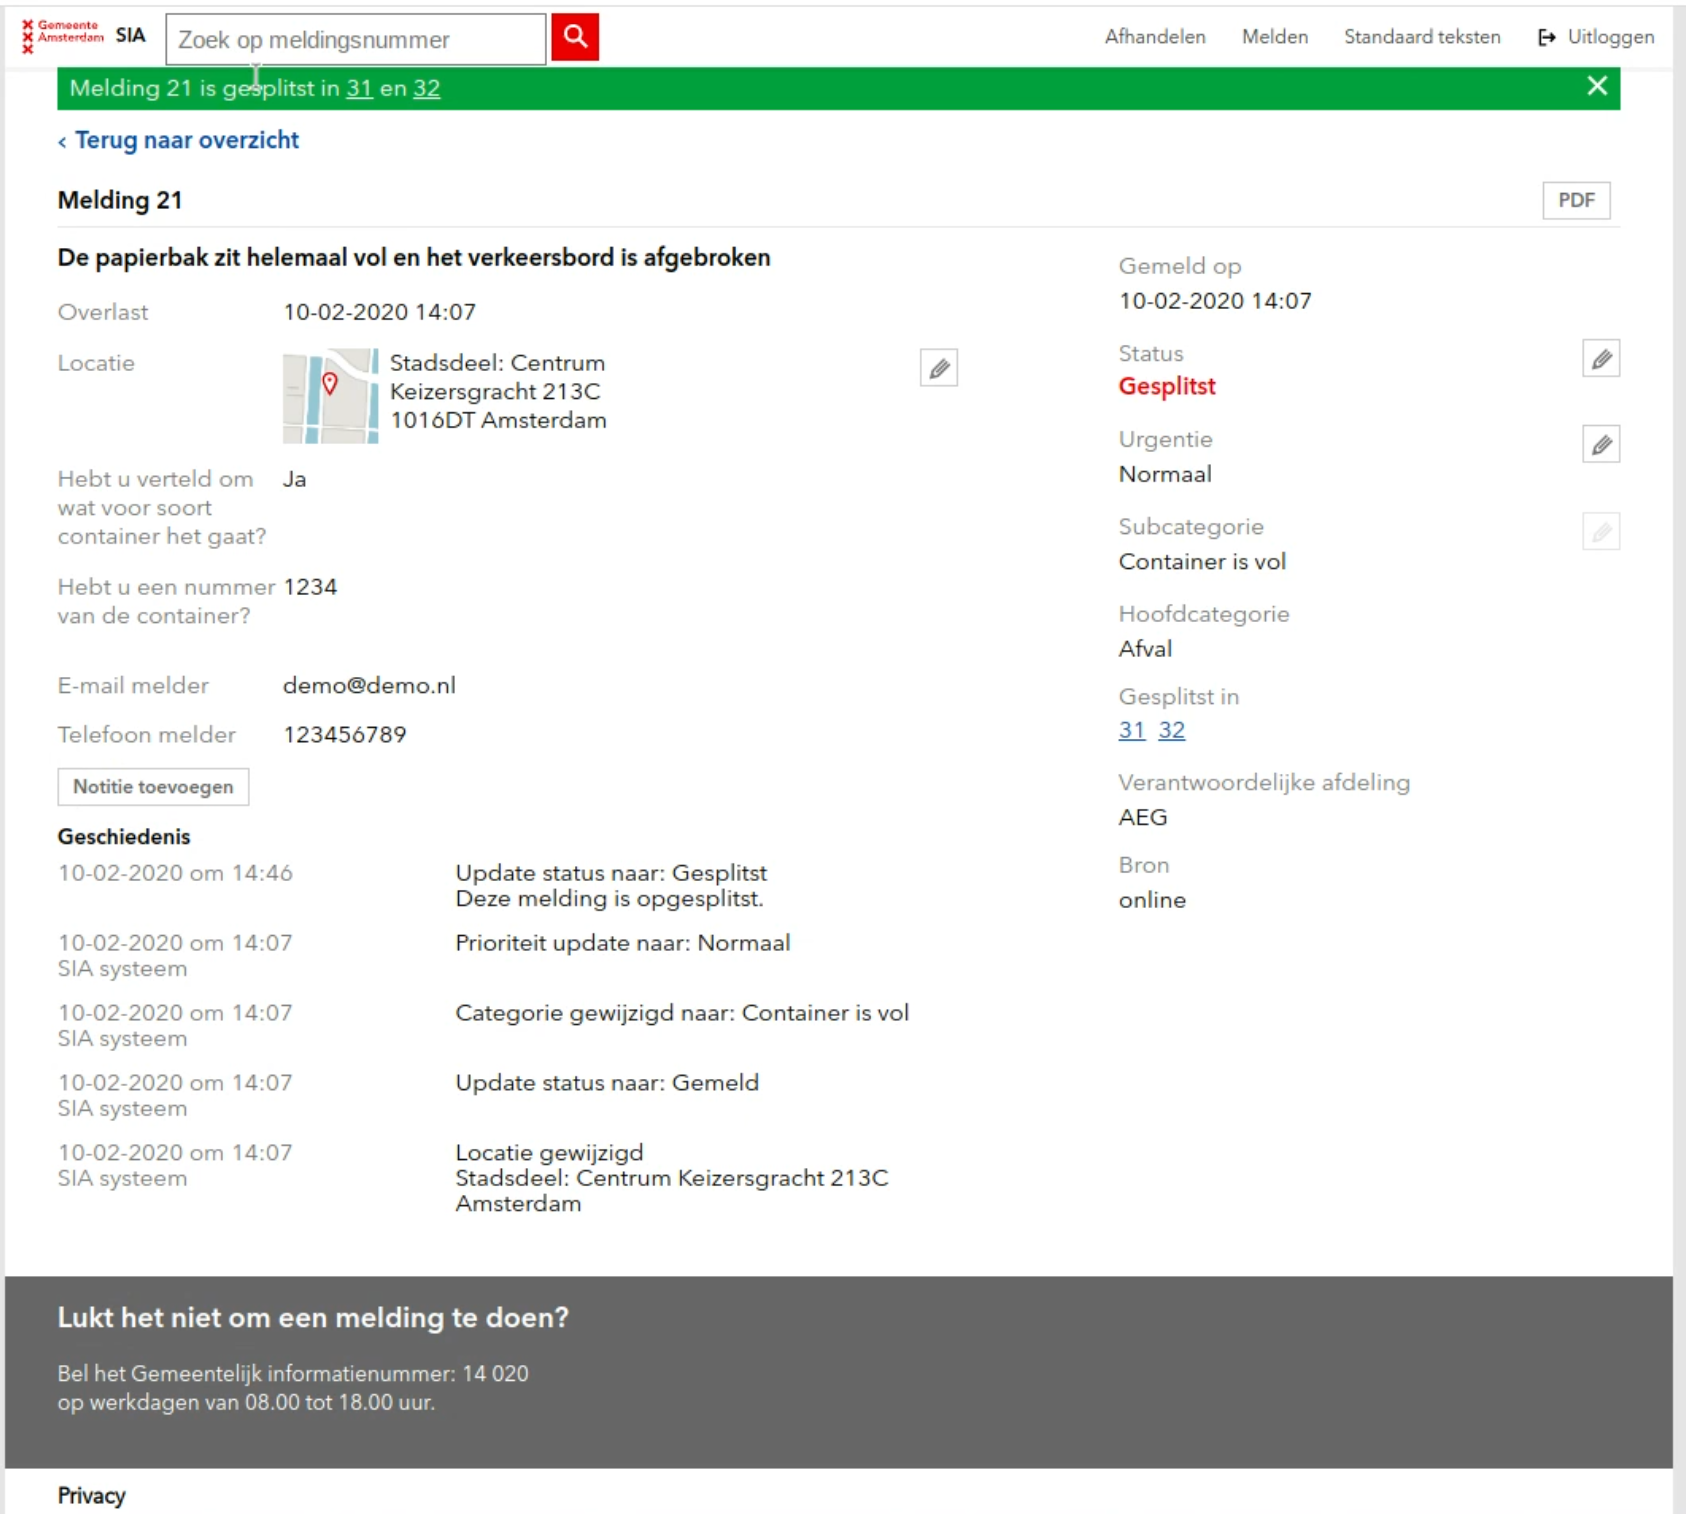 Gemeente
Amsterdam
SIA
Zoek op meldingsnummer
Afhandelen
Melden
Standaard teksten
Uitloggen
Melding 21 is gesplitst in 31 en 32
‹ Terug naar overzicht
Melding 21
PDF
De papierbak zit helemaal vol en het verkeersbord is afgebroken
Overlast
10-02-2020 14:07
Locatie
Stadsdeel: Centrum
Keizersgracht 213C
1016DT Amsterdam
Hebt u verteld om
wat voor soort
container het gaat?
Ja
Hebt u een nummer
van de container?
1234
E-mail melder
demo@demo.nl
Telefoon melder
123456789
Notitie toevoegen
Geschiedenis
10-02-2020 om 14:46
Update status naar: Gesplitst
Deze melding is opgesplitst.
10-02-2020 om 14:07
SIA systeem
Prioriteit update naar: Normaal
10-02-2020 om 14:07
SIA systeem
Categorie gewijzigd naar: Container is vol
10-02-2020 om 14:07
SIA systeem
Update status naar: Gemeld
10-02-2020 om 14:07
SIA systeem
Locatie gewijzigd
Stadsdeel: Centrum Keizersgracht 213C
Amsterdam
Gemeld op
10-02-2020 14:07
Status
Gesplitst
Urgentie
Normaal
Subcategorie
Container is vol
Hoofdcategorie
Afval
Gesplitst in
31 32
Verantwoordelijke afdeling
AEG
Bron
online
Lukt het niet om een melding te doen?
Bel het Gemeentelijk informatienummer: 14 020
op werkdagen van 08.00 tot 18.00 uur.
Privacy